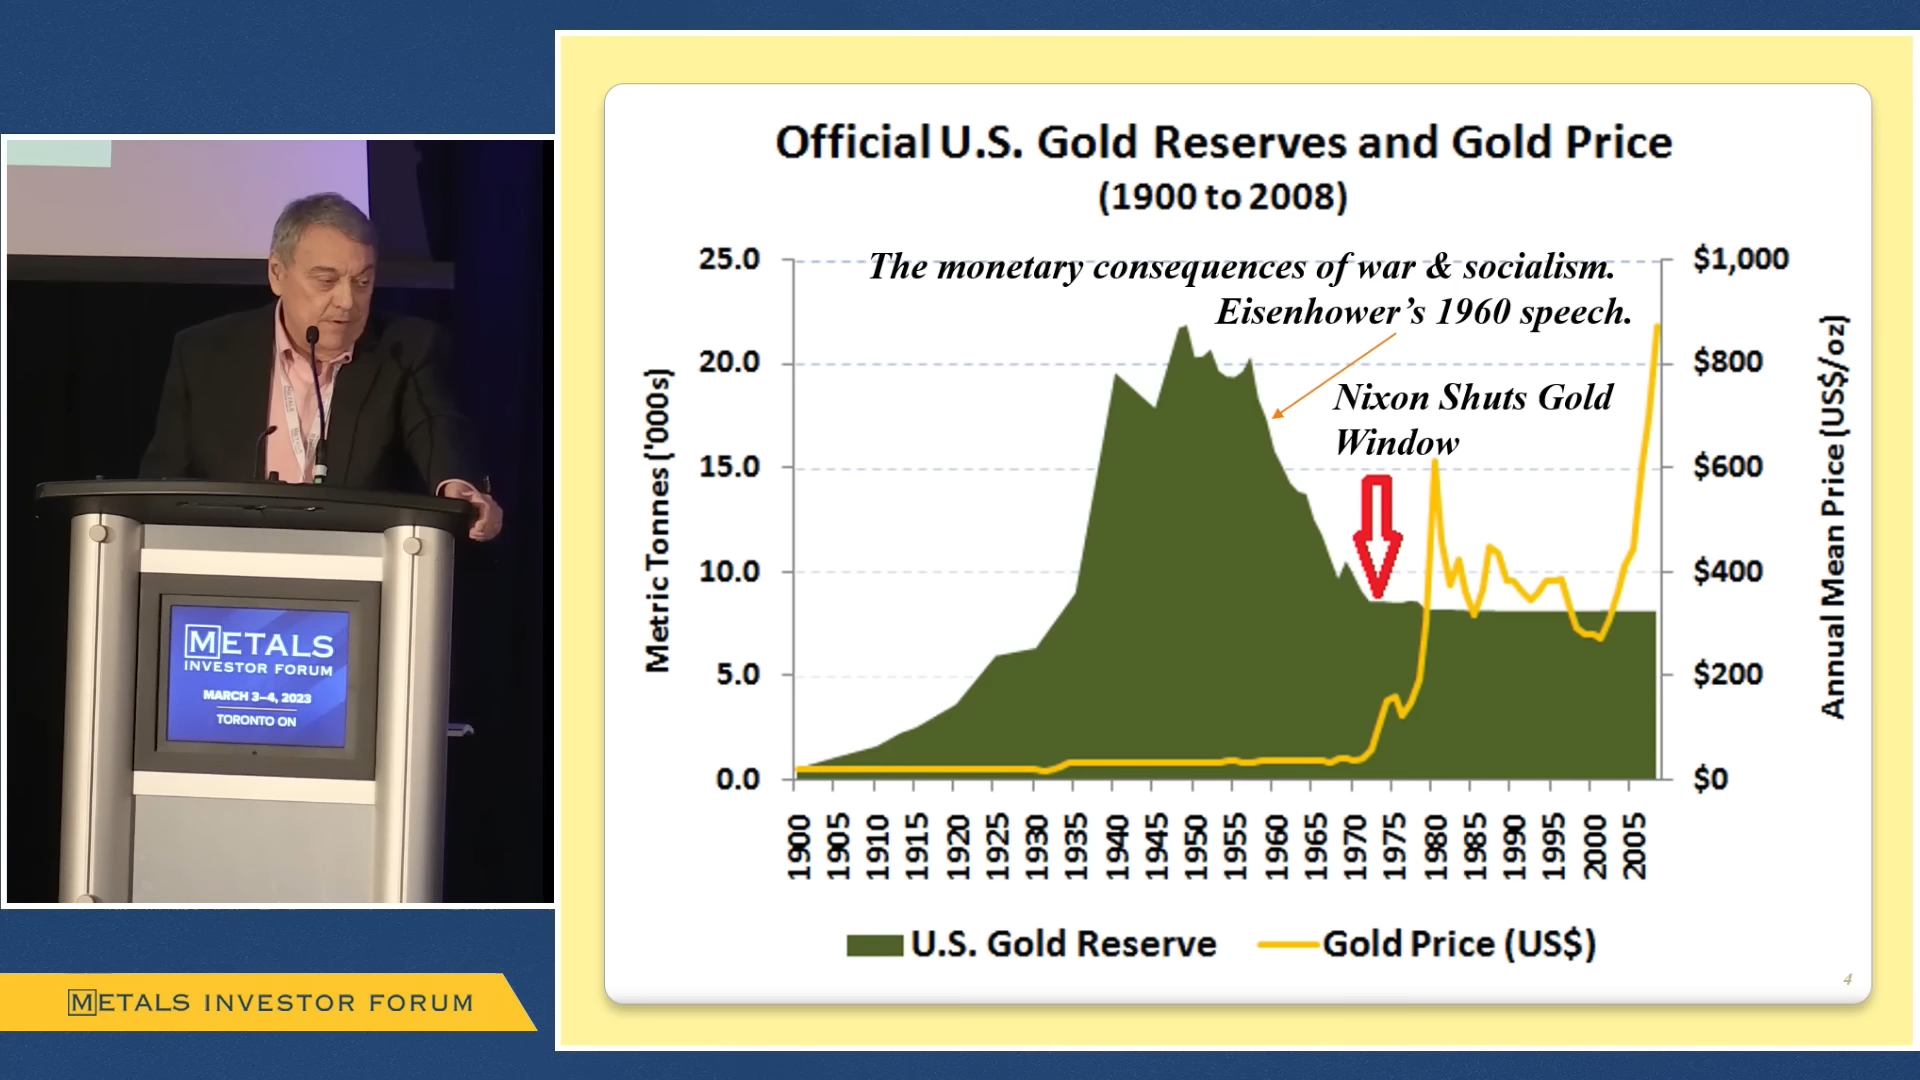 Official U.S. Gold Reserves and Gold Price
(1900 to 2008)
The monetary consequences of war & socialism.
Eisenhower’s 1960 speech.
Nixon Shuts Gold
Window
25.0
20.0
15.0
10.0
5.0
0.0
Metric Tonnes ('000s)
$1,000
$800
$600
$400
$200
$0
Annual Mean Price (US$/oz)
1900 1905 1910 1915 1920 1925 1930 1935 1940 1945 1950 1955 1960 1965 1970 1975 1980 1985 1990 1995 2000 2005
U.S. Gold Reserve Gold Price (US$)
4
METALS
INVESTOR FORUM
MARCH 3–4, 2023
TORONTO ON
METALS INVESTOR FORUM